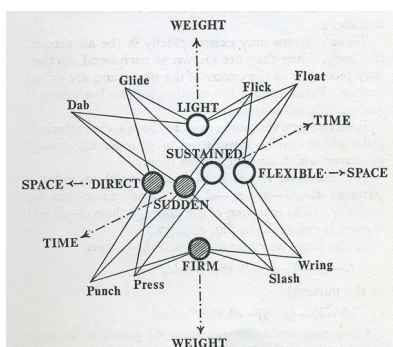 WEIGHT
Glide
Float
Flick
Dab
LIGHT
TIME
SUSTAINED
SPACE DIRECT
FLEXIBLE SPACE
SUDDEN
TIME
FIRM
Wring
Punch
Press
Slash
WEIGHT